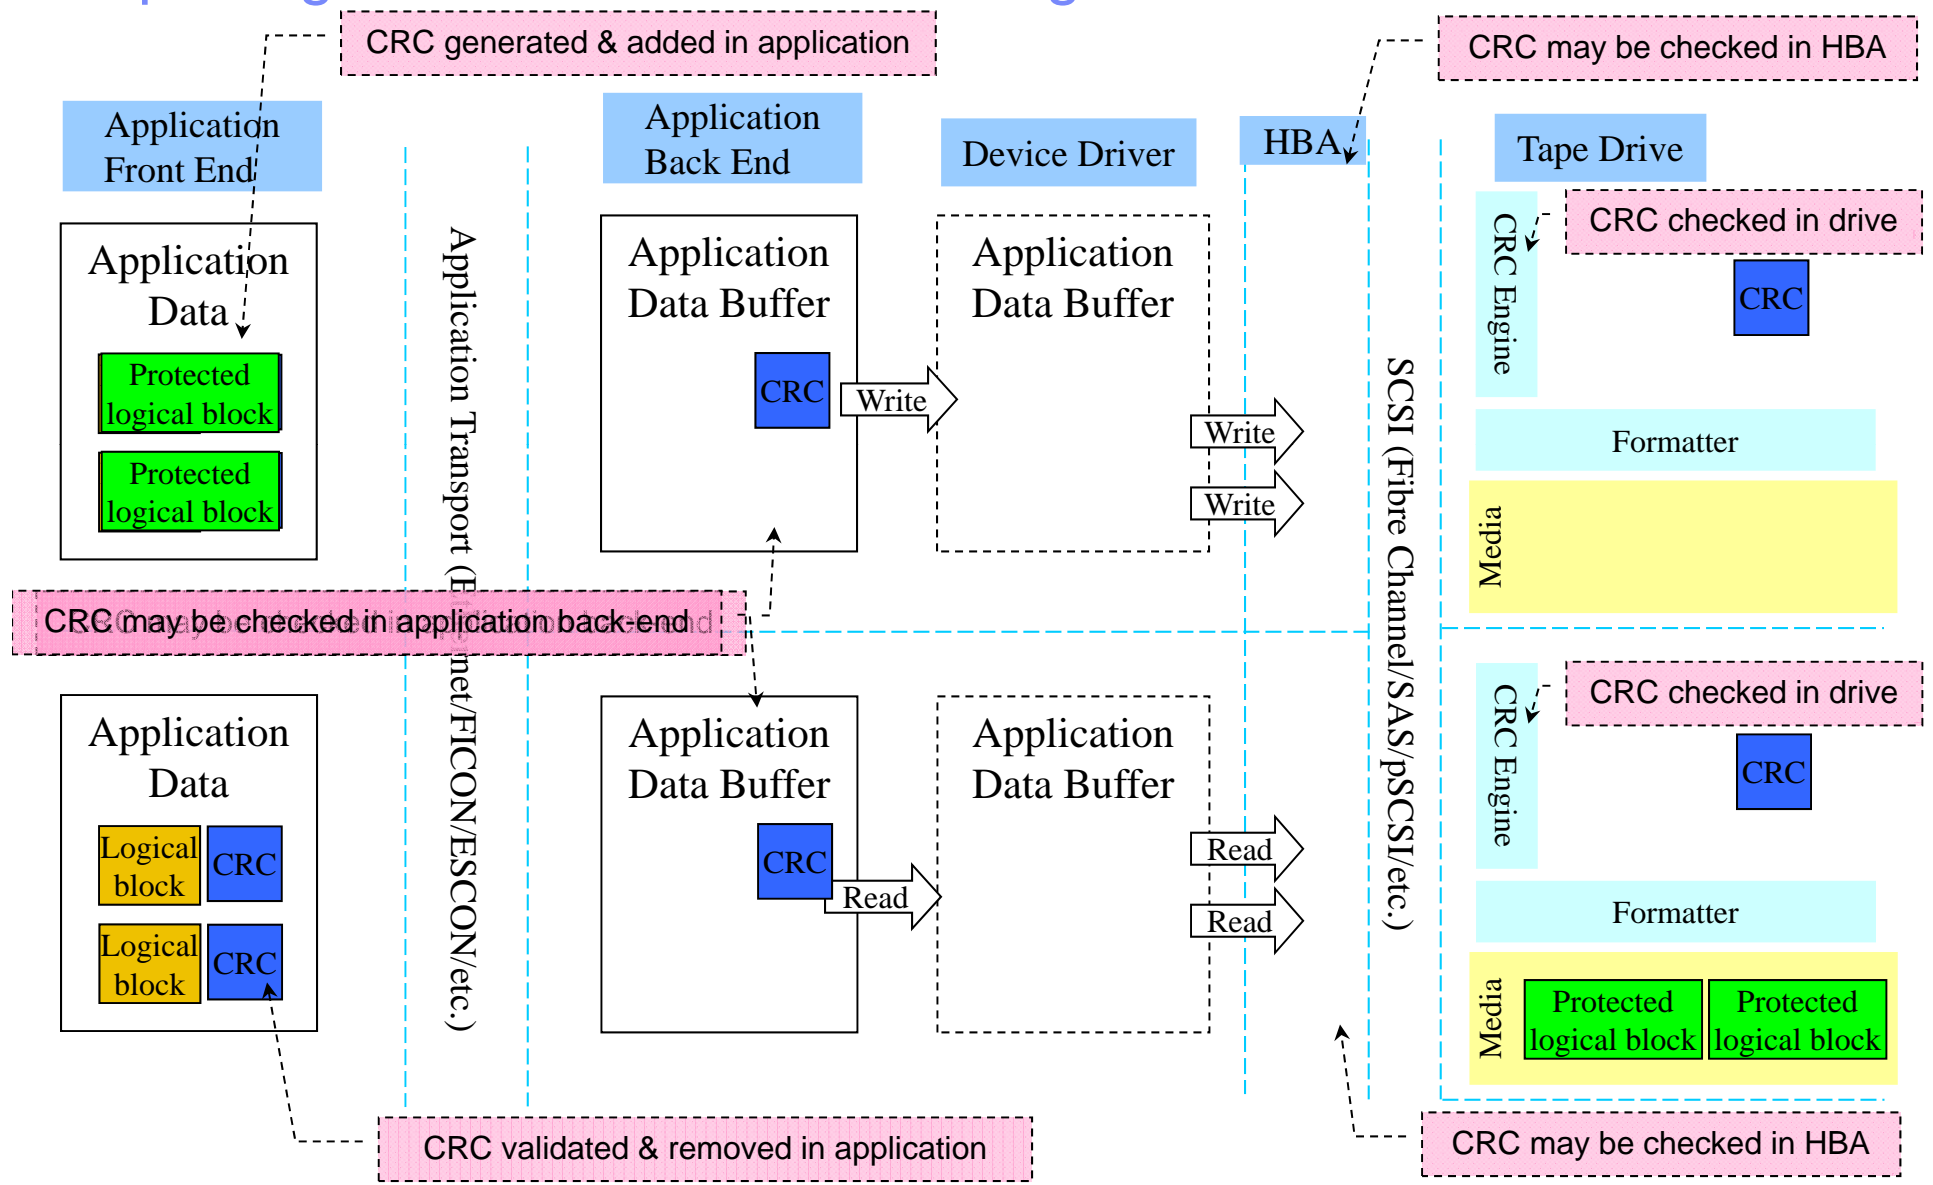 CRC generated & added in application
CRC may be checked in HBA
Application
Front End
Application
Back End
Device Driver
HBA
Tape Drive
Application
Data
Protected
logical block
Protected
logical block
Application Transport (Ethernet/FICON/ESCON/etc.)
Application
Data Buffer
CRC
Write
Application
Data Buffer
Write
Write
SCSI (Fibre Channel/SAS/pSCSI/etc.)
CRC Engine
CRC checked in drive
CRC
Formatter
Media
CRC may be checked in application back-end
Application
Data
Logical
block
CRC
Logical
block
CRC
Application
Data Buffer
CRC
Read
Application
Data Buffer
Read
Read
CRC Engine
CRC checked in drive
CRC
Formatter
Media
Protected
logical block
Protected
logical block
CRC validated & removed in application
CRC may be checked in HBA